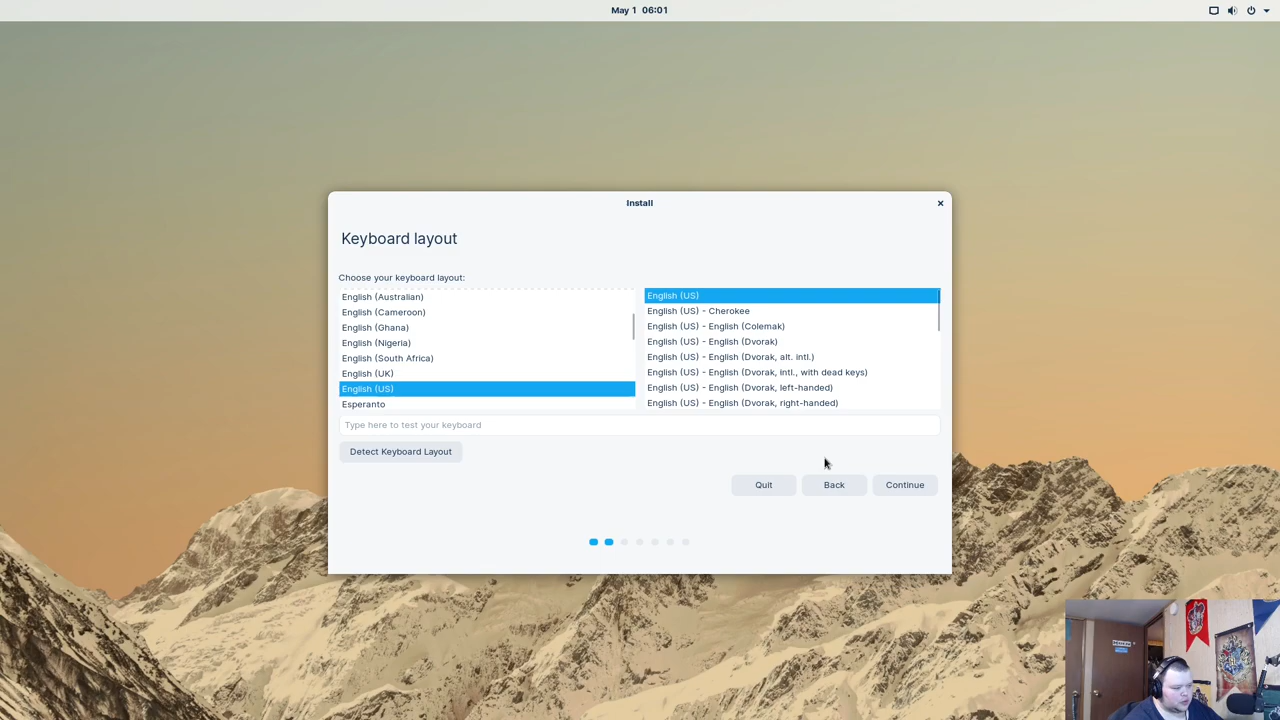 May 1 06:01
Install
Keyboard layout
Choose your keyboard layout:
English (Australian)
English (Cameroon)
English (Ghana)
English (Nigeria)
English (South Africa)
English (UK)
English (US)
Esperanto
English (US)
English (US) - Cherokee
English (US) - English (Colemak)
English (US) - English (Dvorak)
English (US) - English (Dvorak, alt. intl.)
English (US) - English (Dvorak, intl., with dead keys)
English (US) - English (Dvorak, left-handed)
English (US) - English (Dvorak, right-handed)
Type here to test your keyboard
Detect Keyboard Layout
Quit
Back
Continue